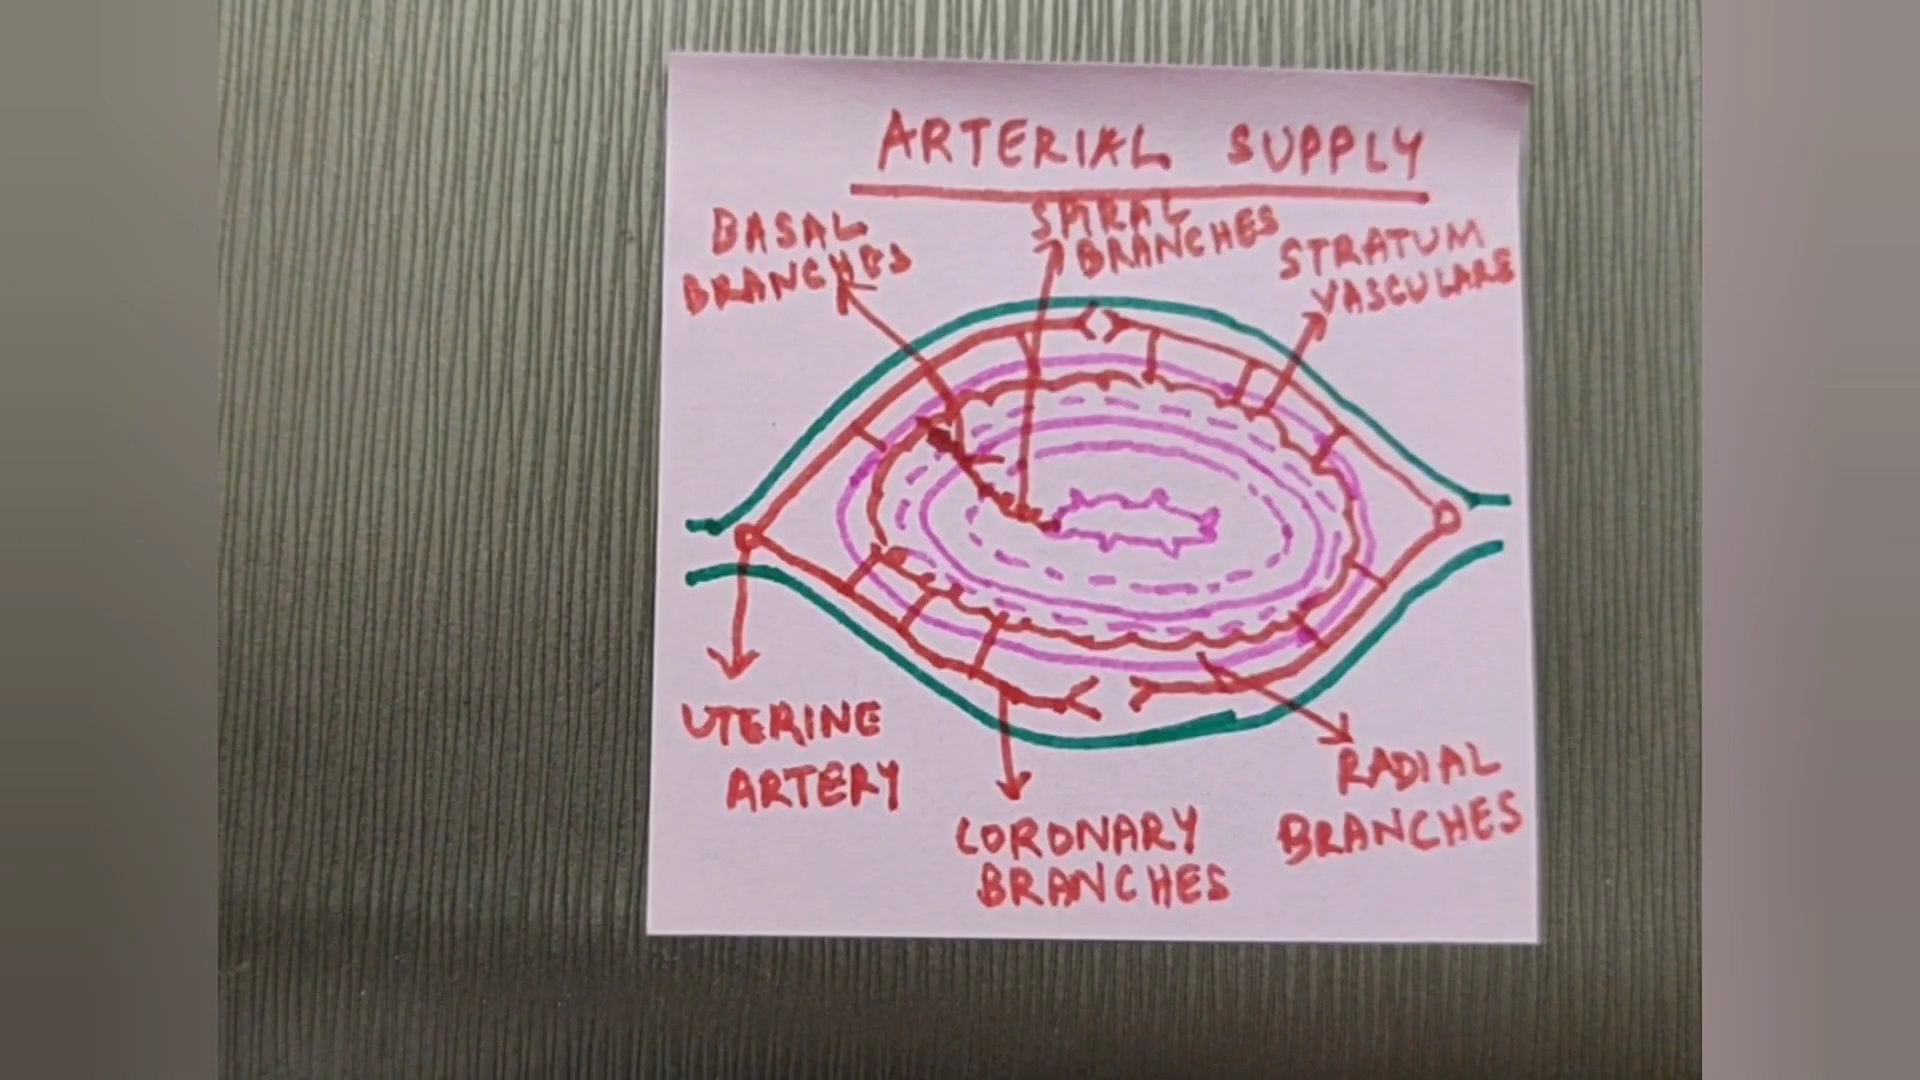 ARTERIAL SUPPLY
BASAL
BRANCHES
SPIRAL
BRANCHES
STRATUM
VASCULARE
UTERINE
ARTERY
CORONARY
BRANCHES
RADIAL
BRANCHES